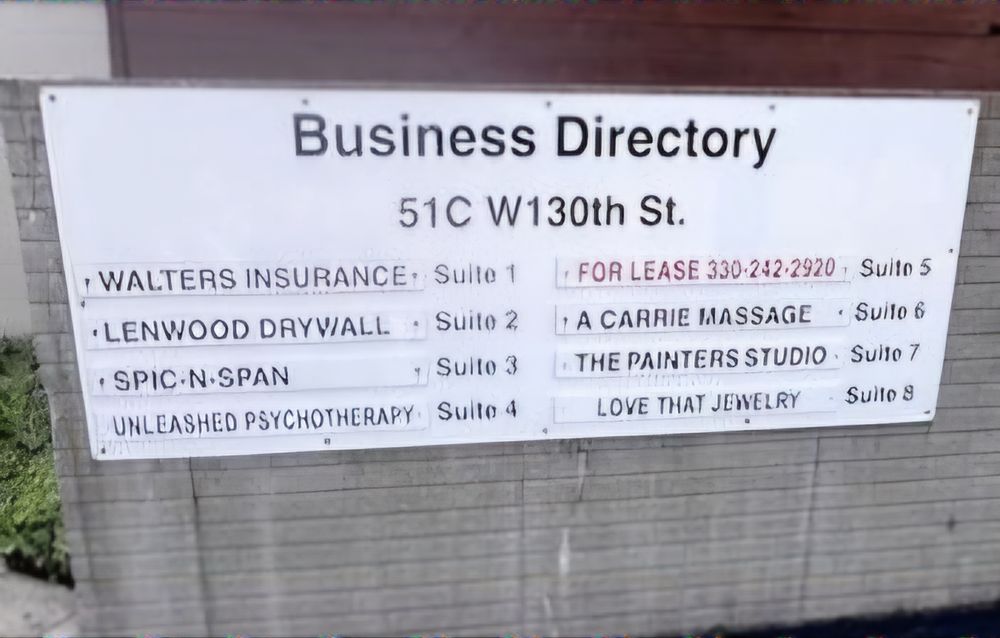 Business Directory
51C W130th St.
WALTERS INSURANCE Suite 1
LENWOOD DRYWALL Suite 2
SPIC-N-SPAN Suite 3
UNLEASHED PSYCHOTHERAPY Suite 4
FOR LEASE 330-242-2920 Suite 5
A CARRIE MASSAGE Suite 6
THE PAINTERS STUDIO Suite 7
LOVE THAT JEWELRY Suite 8